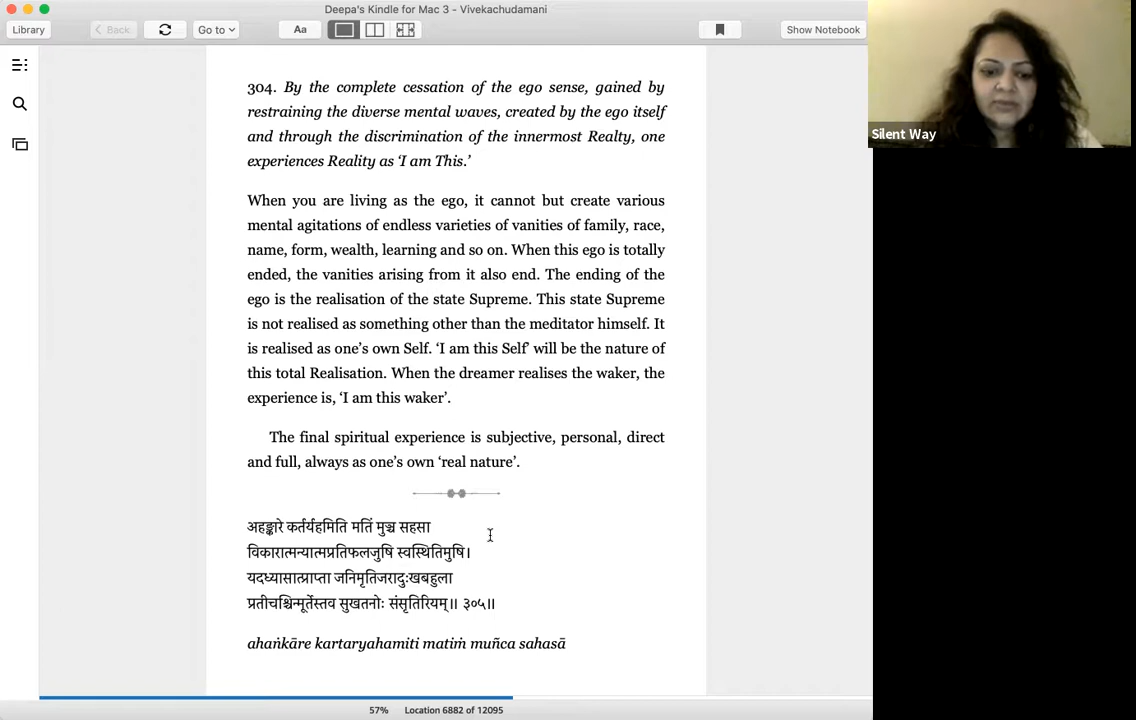 Deepa's Kindle for Mac 3 - Vivekachudamani
Library
Back
Go to
Aa
Show Notebook
Silent Way
304. By the complete cessation of the ego sense, gained by
restraining the diverse mental waves, created by the ego itself
and through the discrimination of the innermost Realty, one
experiences Reality as ‘I am This.’
When you are living as the ego, it cannot but create various
mental agitations of endless varieties of vanities of family, race,
name, form, wealth, learning and so on. When this ego is totally
ended, the vanities arising from it also end. The ending of the
ego is the realisation of the state Supreme. This state Supreme
is not realised as something other than the meditator himself. It
is realised as one’s own Self. ‘I am this Self’ will be the nature of
this total Realisation. When the dreamer realises the waker, the
experience is, ‘I am this waker’.
The final spiritual experience is subjective, personal, direct
and full, always as one’s own ‘real nature’.
अहङ्कारे कर्तर्यहमिति मतिं मुञ्च सहसा
विकारात्मन्यात्मप्रतिफलजुषि स्वस्थितिमुषि।
यदध्यासात्प्राप्ता जनिमृतिजरादुःखबहुला
प्रतीचश्चिन्मूर्तेस्तव सुखतनोः संसृतिरियम्॥ ३०५॥
ahaṅkāre kartaryahamiti matiṁ muñca sahasā
57% Location 6882 of 12095